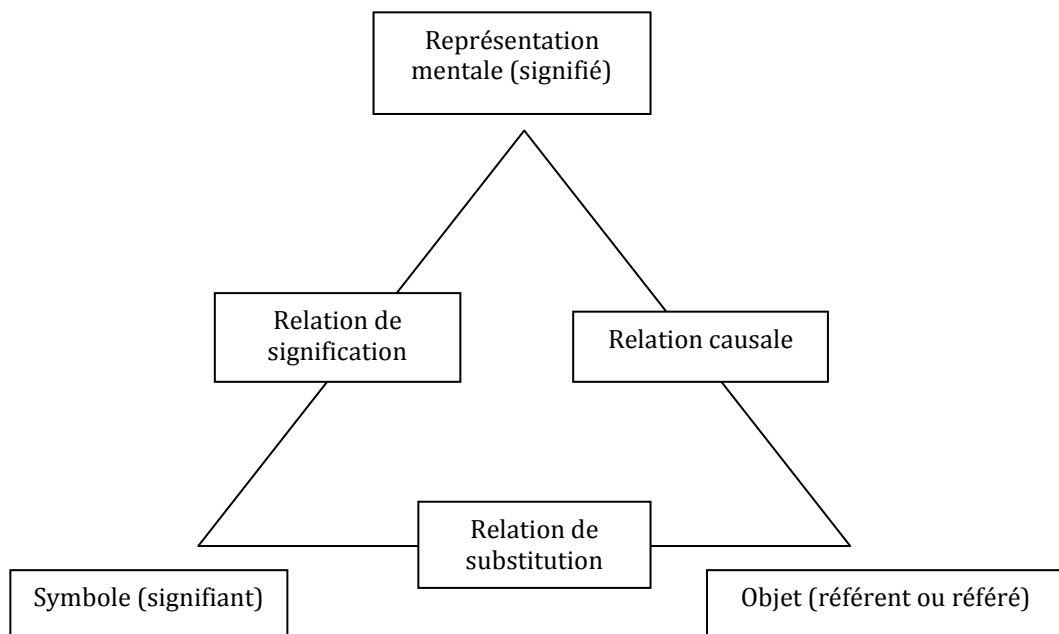 Représentation
mentale (signifié)
Relation de
signification
Relation causale
Relation de
substitution
Symbole (signifiant)
Objet (référent ou référé)